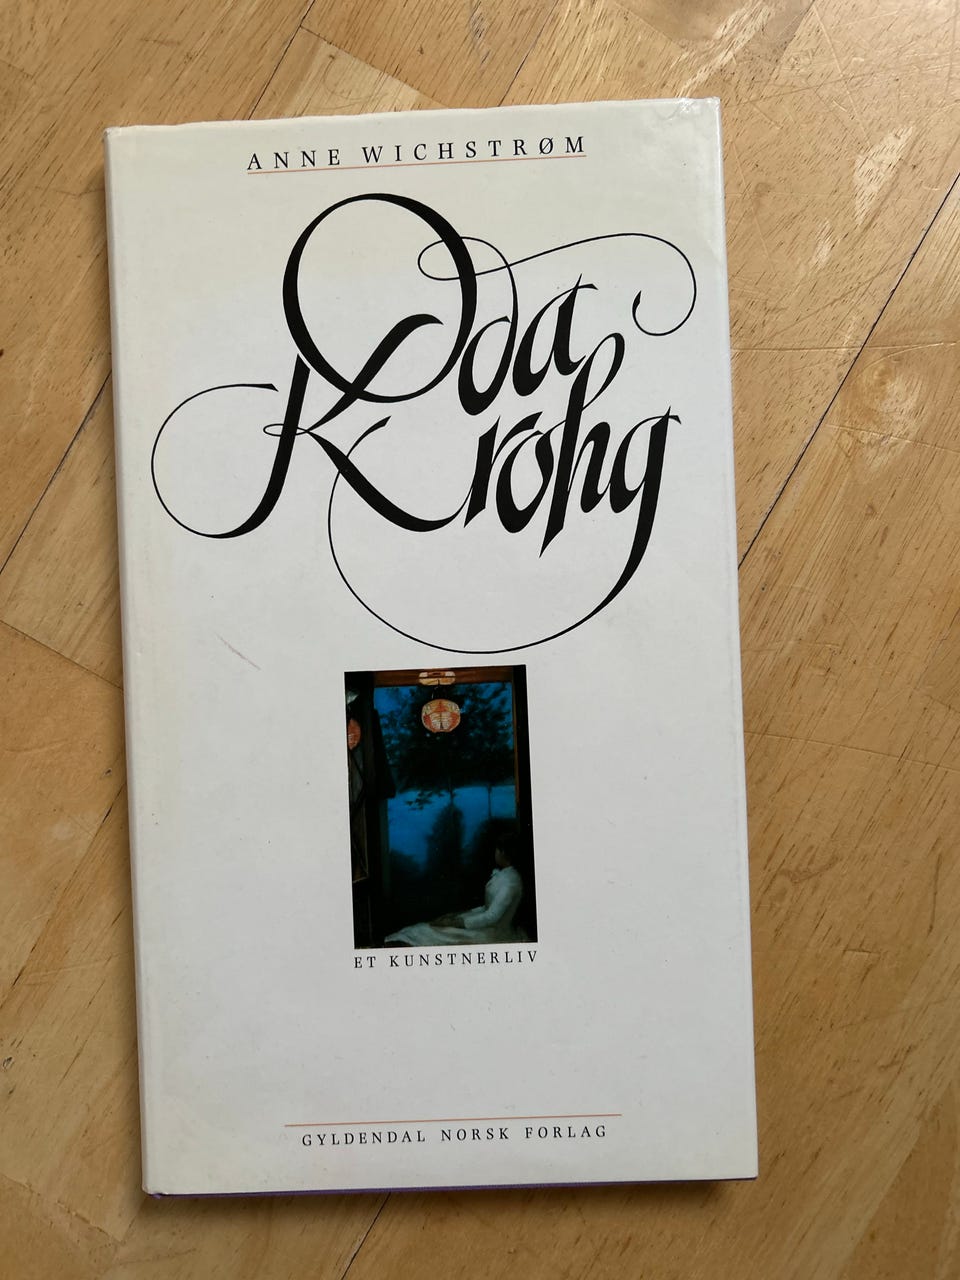 ANNE WICHSTRØM
Oda
Krohg
ET KUNSTNERLIV
GYLDENDAL NORSK FORLAG